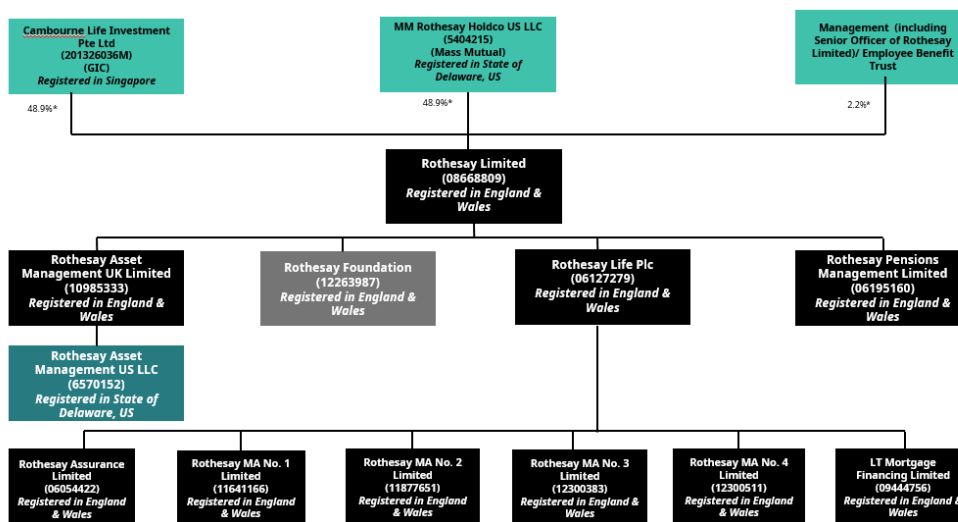 Cambourne Life Investment
Pte Ltd
(201326036M)
(GIC)
Registered in Singapore
MM Rothesay Holdco US LLC
(5404215)
(Mass Mutual)
Registered in State of
Delaware, US
Management (including
Senior Officer of Rothesay
Limited)/ Employee Benefit
Trust
48.9%*
48.9%*
2.2%*
Rothesay Limited
(08668809)
Registered in England &
Wales
Rothesay Asset
Management UK Limited
(10985333)
Registered in England &
Wales
Rothesay Foundation
(12263987)
Registered in England &
Wales
Rothesay Life Plc
(06127279)
Registered in England &
Wales
Rothesay Pensions
Management Limited
(06195160)
Registered in England &
Wales
Rothesay Asset
Management US LLC
(6570152)
Registered in State of
Delaware, US
Rothesay Assurance
Limited
(06054422)
Registered in England
& Wales
Rothesay MA No. 1
Limited
(11641166)
Registered in England
& Wales
Rothesay MA No. 2
Limited
(11877651)
Registered in England
& Wales
Rothesay MA No. 3
Limited
(12300383)
Registered in England &
Wales
Rothesay MA No. 4
Limited
(12300511)
Registered in England
& Wales
LT Mortgage
Financing Limited
(09444756)
Registered in England &
Wales